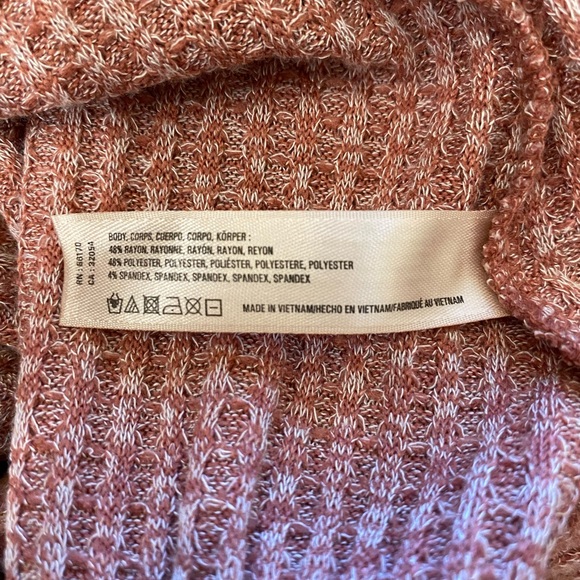 RN : 66170
CA : 32054
BODY, CORPS, CUERPO, CORPO, KÖRPER :
48% RAYON, RAYONNE, RAYÓN, RAYON, REYON
48% POLYESTER, POLYESTER, POLIÉSTER, POLYESTERE, POLYESTER
4% SPANDEX, SPANDEX, SPANDEX, SPANDEX, SPANDEX
MADE IN VIETNAM/HECHO EN VIETNAM/FABRIQUÉ AU VIETNAM